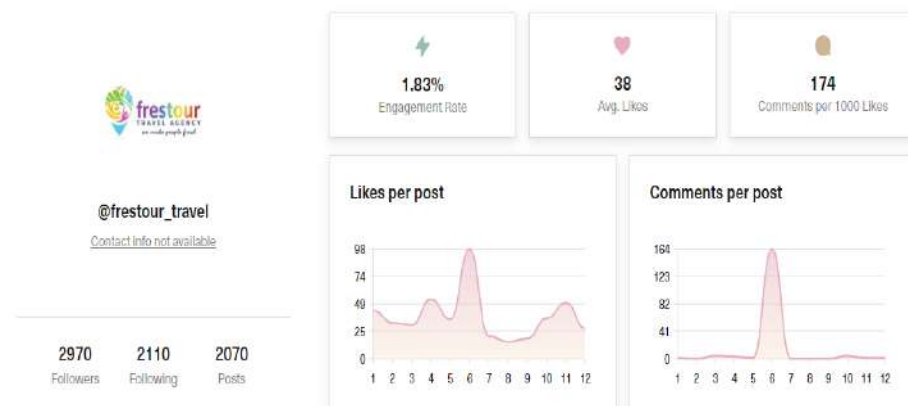 frestour
TRAVEL AGENCY
@frestour_travel
Contact info not available
2970
Followers
2110
Following
2070
Posts
1.83%
Engagement Rate
38
Avg. Likes
174
Comments per 1000 Likes
Likes per post
98
74
49
25
0
1 2 3 4 5 6 7 8 9 10 11 12
Comments per post
164
123
82
41
0
1 2 3 4 5 6 7 8 9 10 11 12